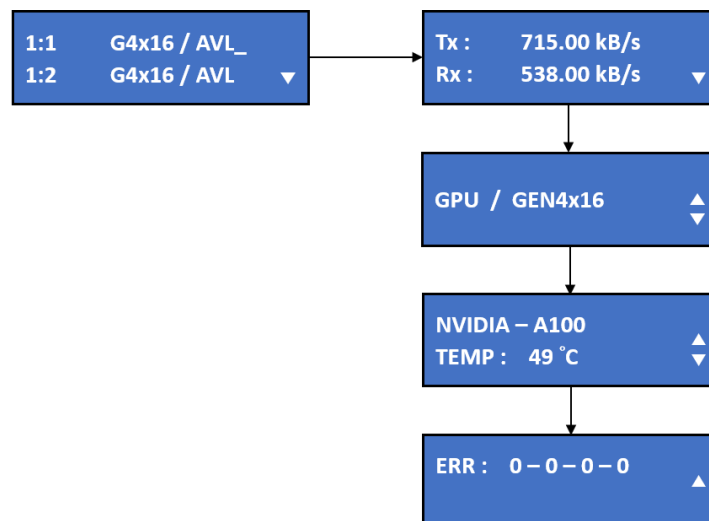 1:1 G4x16 / AVL_
1:2 G4x16 / AVL
Tx : 715.00 kB/s
Rx : 538.00 kB/s
GPU / GEN4x16
NVIDIA – A100
TEMP : 49 °C
ERR : 0 – 0 – 0 – 0